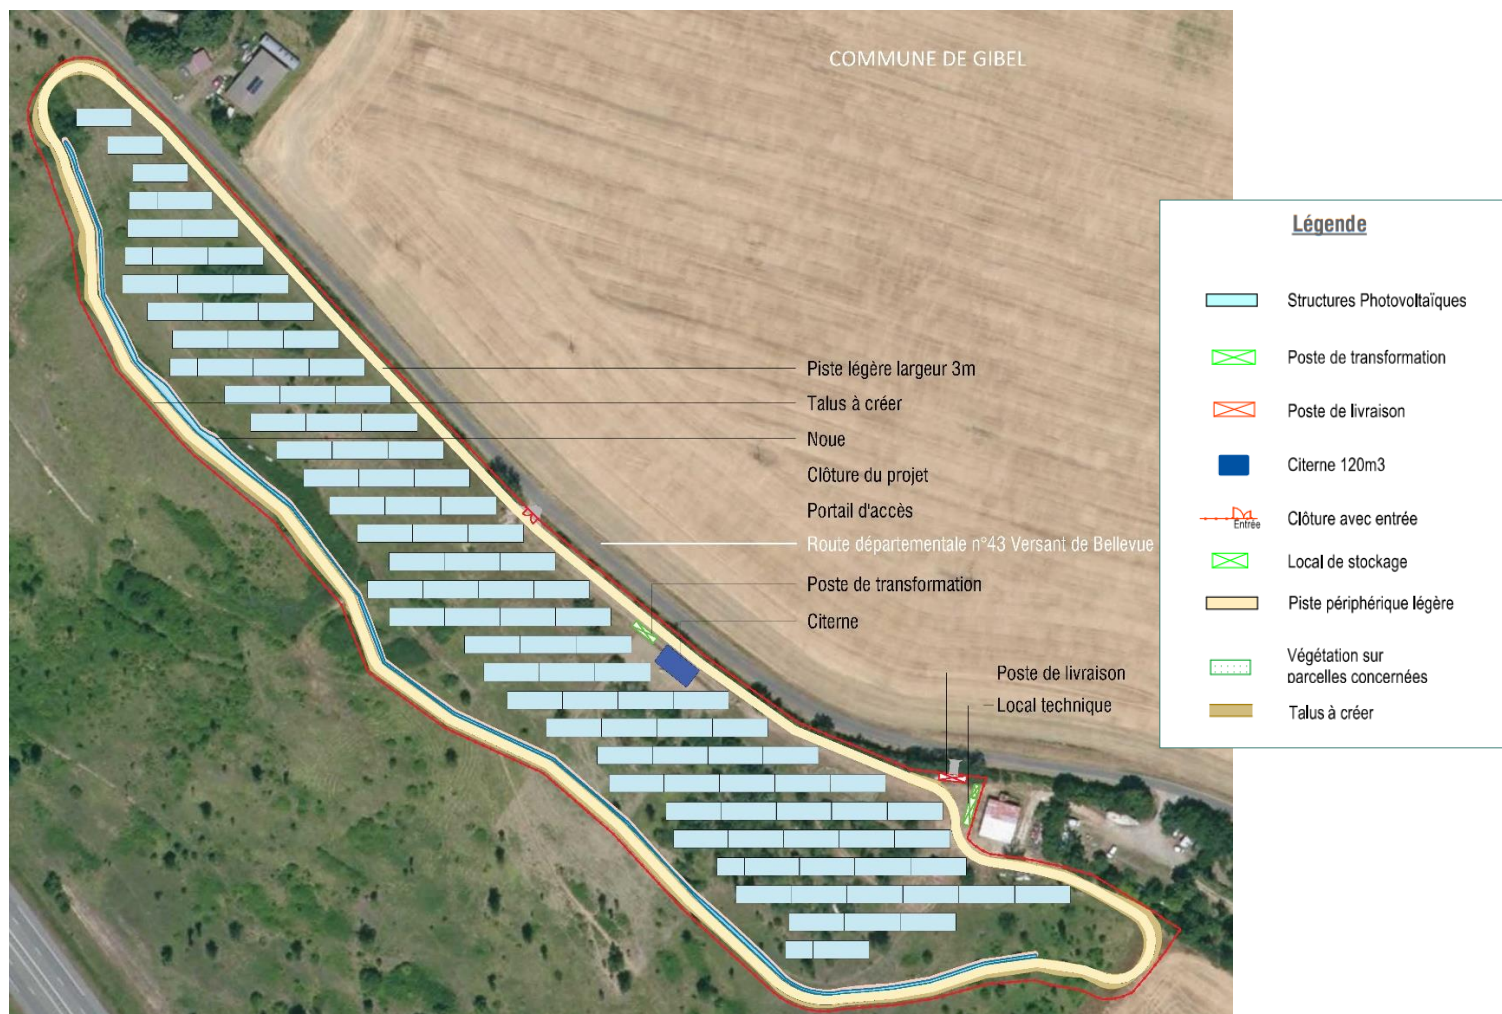 COMMUNE DE GIBEL
Piste légère largeur 3m
Talus à créer
Noue
Clôture du projet
Portail d'accès
Route départementale n°43 Versant de Bellevue
Poste de transformation
Citerne
Poste de livraison
Local technique
Légende
Structures Photovoltaïques
Poste de transformation
Poste de livraison
Citerne 120m3
Entrée
Clôture avec entrée
Local de stockage
Piste périphérique légère
Végétation sur
parcelles concernées
Talus à créer